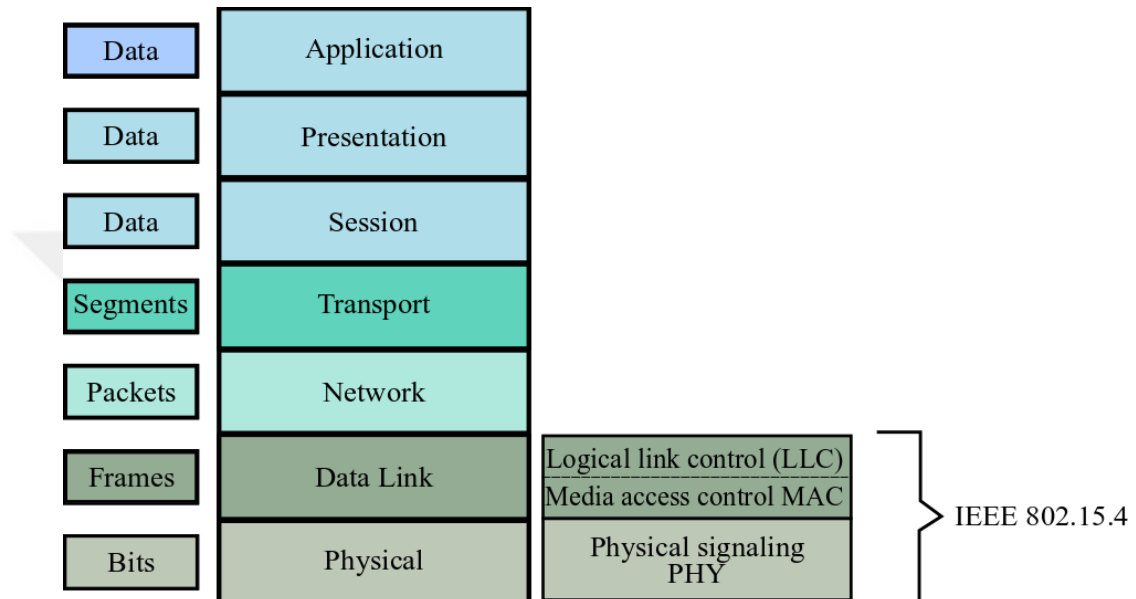 Data
Application
Data
Presentation
Data
Session
Segments
Transport
Packets
Network
Frames
Data Link
Logical link control (LLC)
Media access control MAC
IEEE 802.15.4
Bits
Physical
Physical signaling
PHY